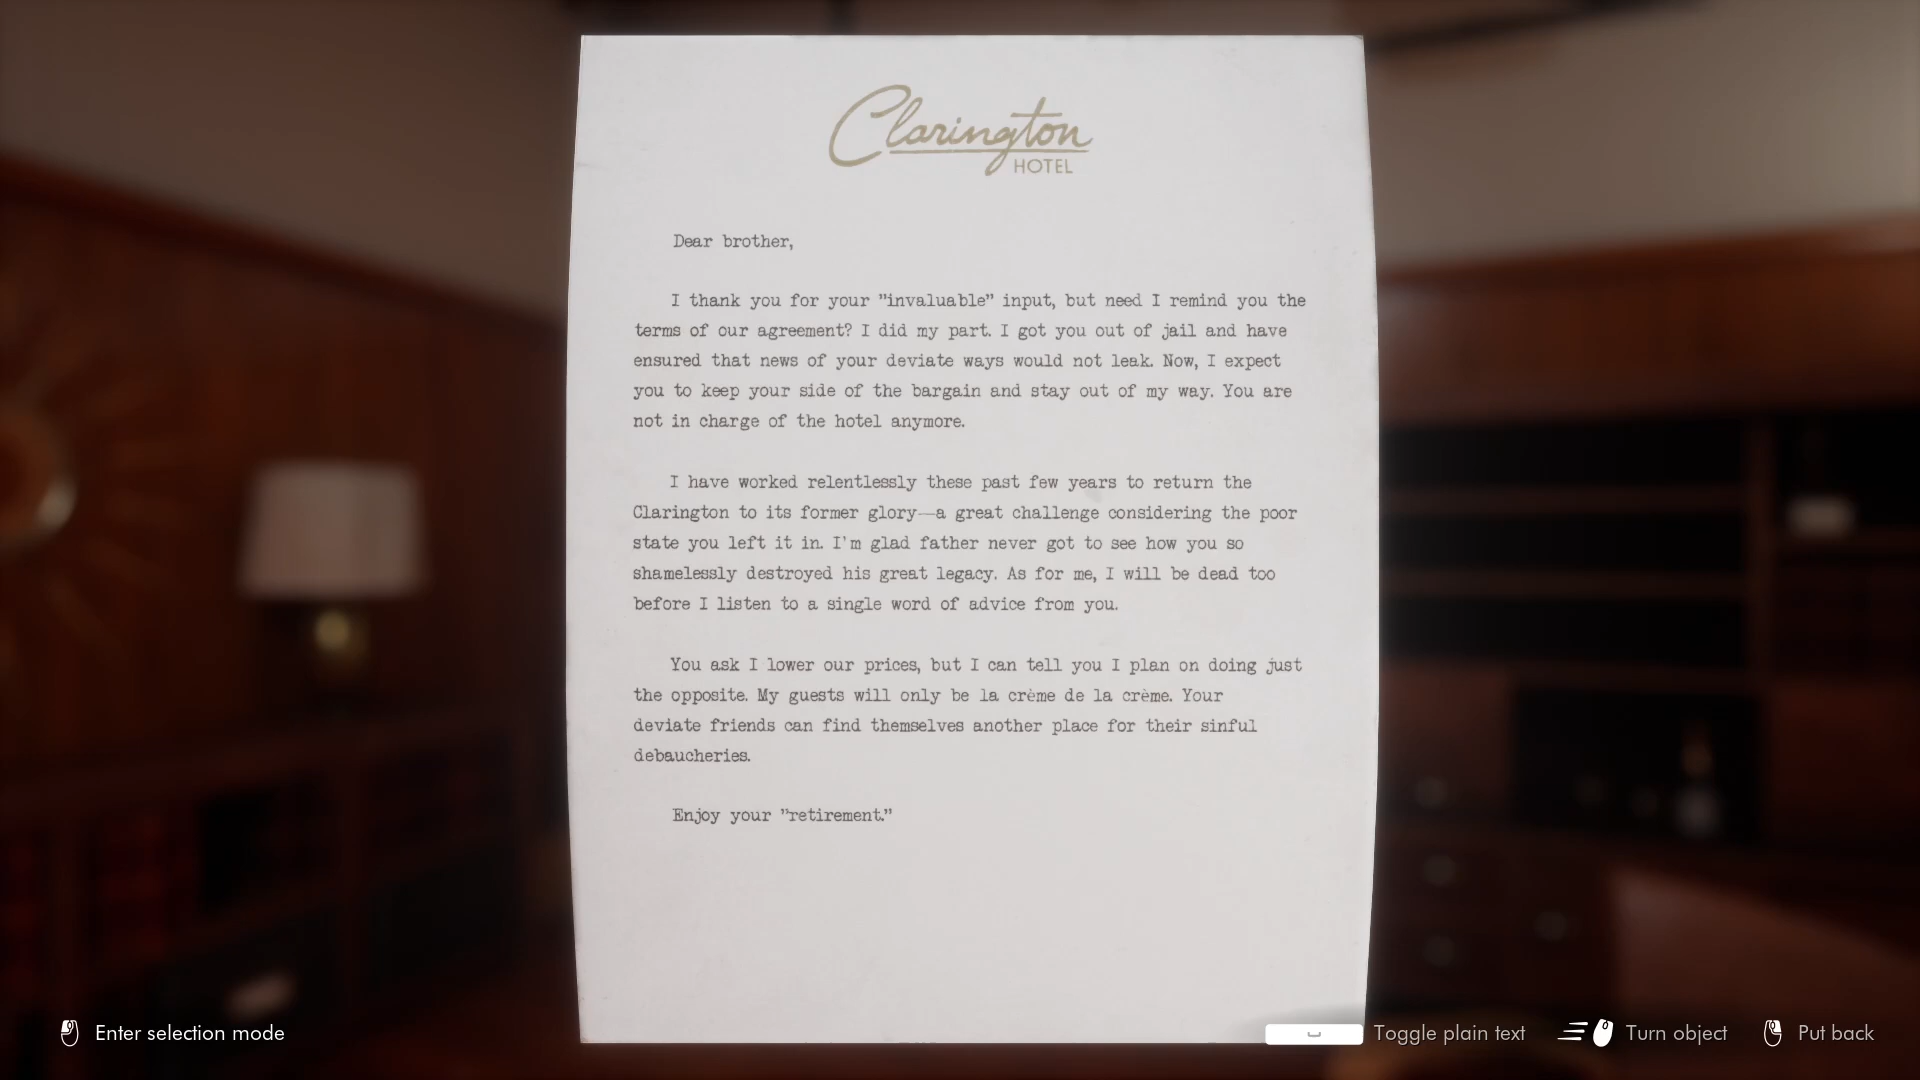 Clarington
HOTEL
Dear brother,
I thank you for your "invaluable" input, but need I remind you the
terms of our agreement? I did my part. I got you out of jail and have
ensured that news of your deviate ways would not leak. Now, I expect
you to keep your side of the bargain and stay out of my way. You are
not in charge of the hotel anymore.
I have worked relentlessly these past few years to return the
Clarington to its former glory—a great challenge considering the poor
state you left it in. I'm glad father never got to see how you so
shamelessly destroyed his great legacy. As for me, I will be dead too
before I listen to a single word of advice from you.
You ask I lower our prices, but I can tell you I plan on doing just
the opposite. My guests will only be la crème de la crème. Your
deviate friends can find themselves another place for their sinful
debaucheries.
Enjoy your "retirement."
Enter selection mode
Toggle plain text
Turn object
Put back